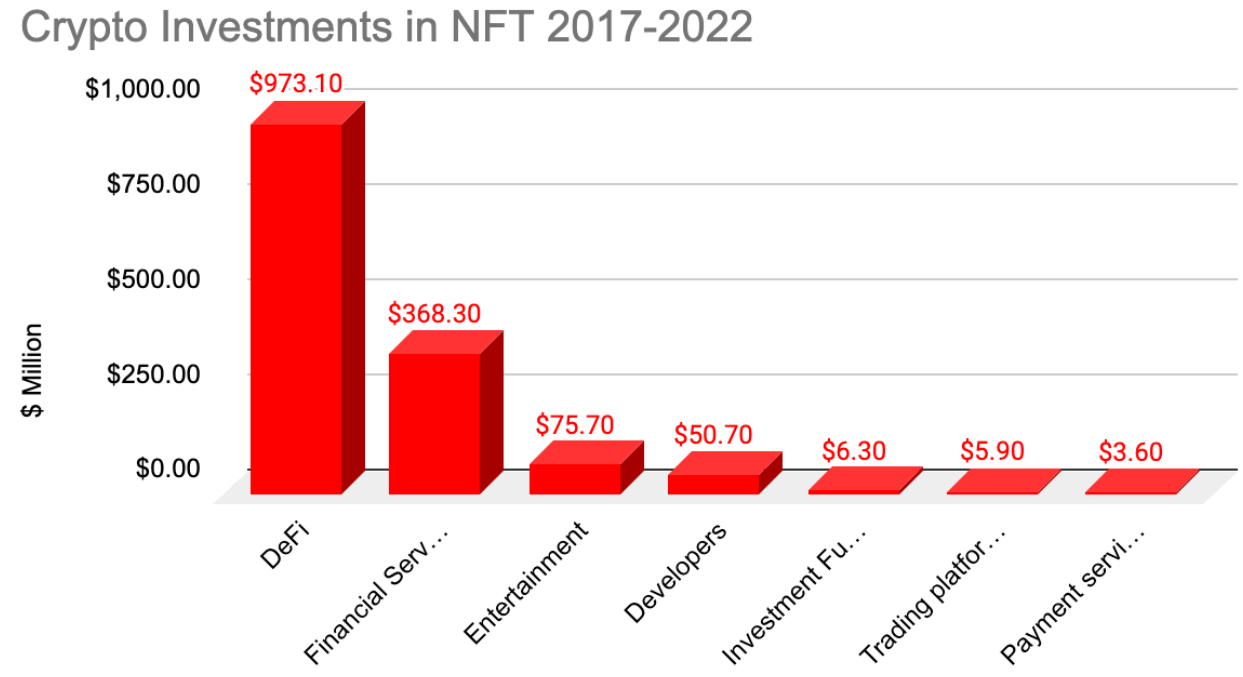 Crypto Investments in NFT 2017-2022
$ Million
$1,000.00
$750.00
$500.00
$250.00
$0.00
$973.10
$368.30
$75.70
$50.70
$6.30
$5.90
$3.60
DeFi
Financial Serv...
Entertainment
Developers
Investment Fu...
Trading platfor...
Payment servi...